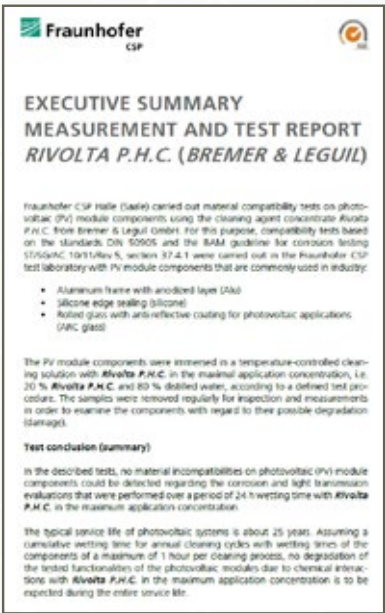 Fraunhofer
CSP
EXECUTIVE SUMMARY
MEASUREMENT AND TEST REPORT
RIVOLTA P.H.C. (BREMER & LEGUIL)
Fraunhofer CSP Halle (Saale) carried out material compatibility tests on photo-
voltaic (PV) module components using the cleaning agent concentrate Rivolta
P.H.C. from Bremer & Leguil GmbH. For this purpose, compatibility tests based
on the standards DIN 50905 and the BAM guideline for corrosion testing
ST/SG/AC 10/11/Rev 5, section 37.4.1 were carried out in the Fraunhofer CSP
test laboratory with PV module components that are commonly used in industry:
• Aluminum frame with anodized layer (Alu)
• Silicone edge sealing (silicone)
• Rolled glass with anti-reflective coating for photovoltaic applications
(ARC glass)
The PV module components were immersed in a temperature-controlled clean-
ing solution with Rivolta P.H.C. in the maximal application concentration, i.e.
20 % Rivolta P.H.C. and 80 % distilled water, according to a defined test pro-
cedure. The samples were removed regularly for inspection and measurements
in order to examine the components with regard to their possible degradation
(damage).
Test conclusion (summary)
In the described tests, no material incompatibilities on photovoltaic (PV) module
components could be detected regarding the corrosion and light transmission
evaluations that were performed over a period of 24 h wetting time with Rivolta
P.H.C. in the maximum application concentration.
The typical service life of photovoltaic systems is about 25 years. Assuming a
cumulative wetting time for annual cleaning cycles with wetting times of the
components of a maximum of 1 hour per cleaning process, no degradation of
the tested functionalities of the photovoltaic modules due to chemical interac-
tions with Rivolta P.H.C. in the maximum application concentration is to be
expected during the entire service life.